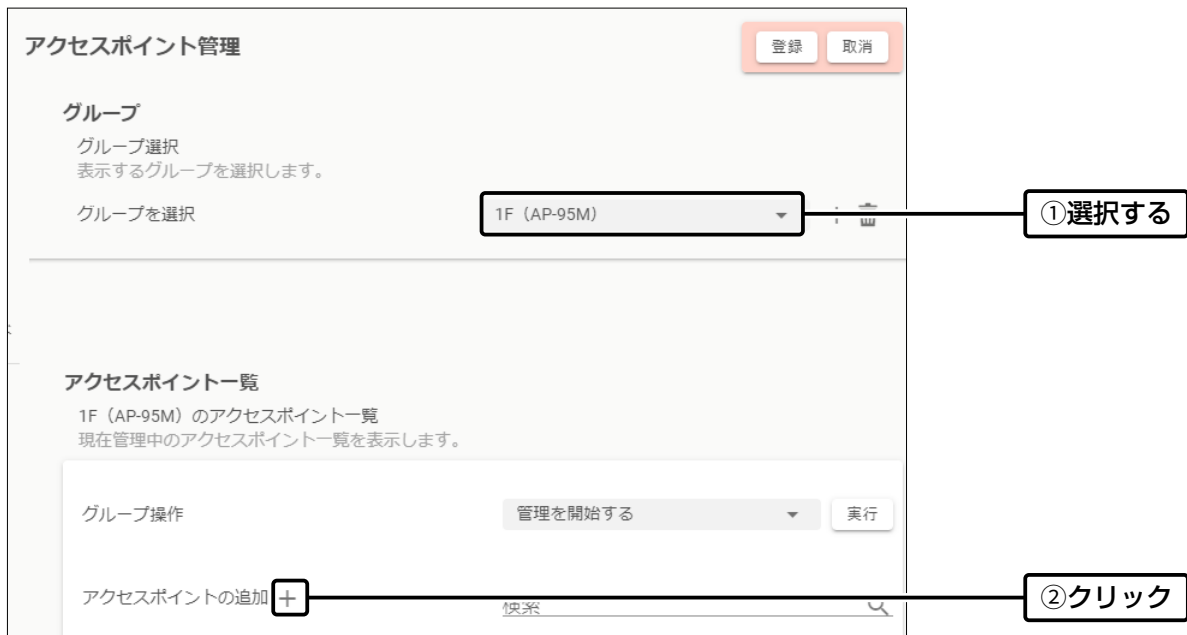 アクセスポイント管理
登録 取消
グループ
グループ選択
表示するグループを選択します。
グループを選択 1F（AP-95M） ①選択する
アクセスポイント一覧
1F（AP-95M）のアクセスポイント一覧
現在管理中のアクセスポイント一覧を表示します。
グループ操作 管理を開始する 実行
アクセスポイントの追加 + 検索 ②クリック